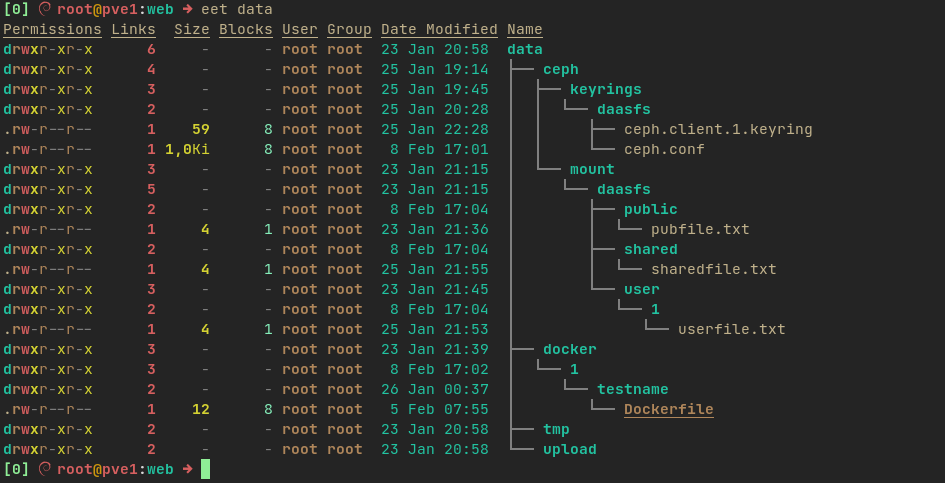 [0] root@pve1:web → eet data
Permissions Links Size Blocks User Group Date Modified Name
drwxr-xr-x 6 - - root root 23 Jan 20:58 data
drwxr-xr-x 4 - - root root 25 Jan 19:14 ├── ceph
drwxr-xr-x 3 - - root root 25 Jan 19:45 │ ├── keyrings
drwxr-xr-x 2 - - root root 25 Jan 20:28 │ │ └── daasfs
.rw-r--r-- 1 59 8 root root 25 Jan 22:28 │ │ ├── ceph.client.1.keyring
.rw-r--r-- 1 1,0Ki 8 root root 8 Feb 17:01 │ │ └── ceph.conf
drwxr-xr-x 3 - - root root 23 Jan 21:15 │ └── mount
drwxr-xr-x 5 - - root root 23 Jan 21:15 │ └── daasfs
drwxr-xr-x 2 - - root root 8 Feb 17:04 │ ├── public
.rw-r--r-- 1 4 1 root root 23 Jan 21:36 │ │ └── pubfile.txt
drwxr-xr-x 2 - - root root 8 Feb 17:04 │ ├── shared
.rw-r--r-- 1 4 1 root root 25 Jan 21:55 │ │ └── sharedfile.txt
drwxr-xr-x 3 - - root root 23 Jan 21:45 │ └── user
drwxr-xr-x 2 - - root root 8 Feb 17:04 │ └── 1
.rw-r--r-- 1 4 1 root root 25 Jan 21:53 │ └── userfile.txt
drwxr-xr-x 3 - - root root 23 Jan 21:39 ├── docker
drwxr-xr-x 3 - - root root 8 Feb 17:02 │ └── 1
drwxr-xr-x 2 - - root root 26 Jan 00:37 │ └── testname
.rw-r--r-- 1 12 8 root root 5 Feb 07:55 │ └── Dockerfile
drwxr-xr-x 2 - - root root 23 Jan 20:58 ├── tmp
drwxr-xr-x 2 - - root root 23 Jan 20:58 └── upload
[0] root@pve1:web →